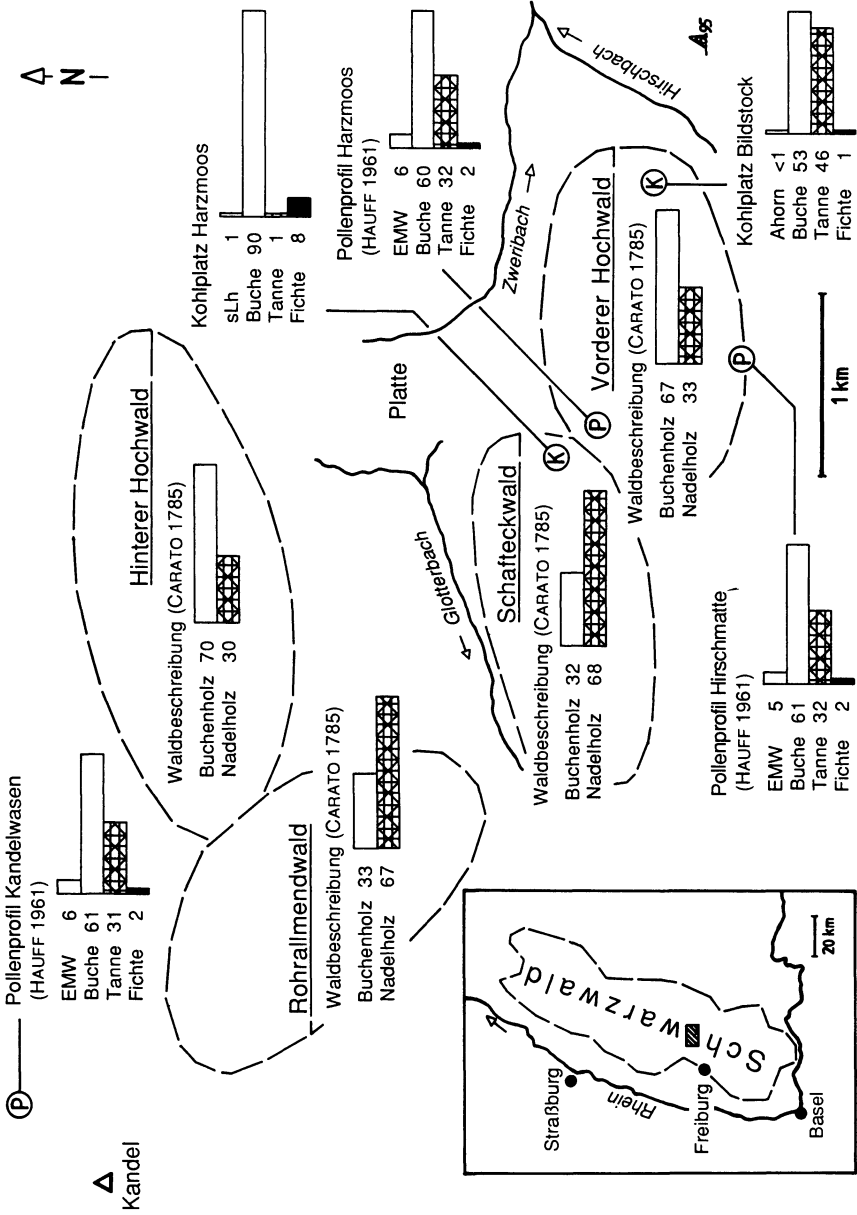 P Pollenprofil Kandelwasen
(HAUFF 1961)
EMW 6
Buche 61
Tanne 31
Fichte 2
Kandel
N
Hinterer Hochwald
Waldbeschreibung (CARATO 1785)
Buchenholz 70
Nadelholz 30
Rohrallmendwald
Waldbeschreibung (CARATO 1785)
Buchenholz 33
Nadelholz 67
Kohlplatz Harzmoos
sLh 1
Buche 90
Tanne 1
Fichte 8
Pollenprofil Harzmoos
(HAUFF 1961)
EMW 6
Buche 60
Tanne 32
Fichte 2
Platte
Glotterbach
Zweribach
Hirschbach
Schafteckwald
Waldbeschreibung (CARATO 1785)
Buchenholz 32
Nadelholz 68
K
P
Vorderer Hochwald
Waldbeschreibung (CARATO 1785)
Buchenholz 67
Nadelholz 33
K
P
Kohlplatz Bildstock
Ahorn <1
Buche 53
Tanne 46
Fichte 1
Pollenprofil Hirschmatte
(HAUFF 1961)
EMW 5
Buche 61
Tanne 32
Fichte 2
1 km
Straßburg
Rhein
Schwarzwald
Freiburg
Basel
20 km